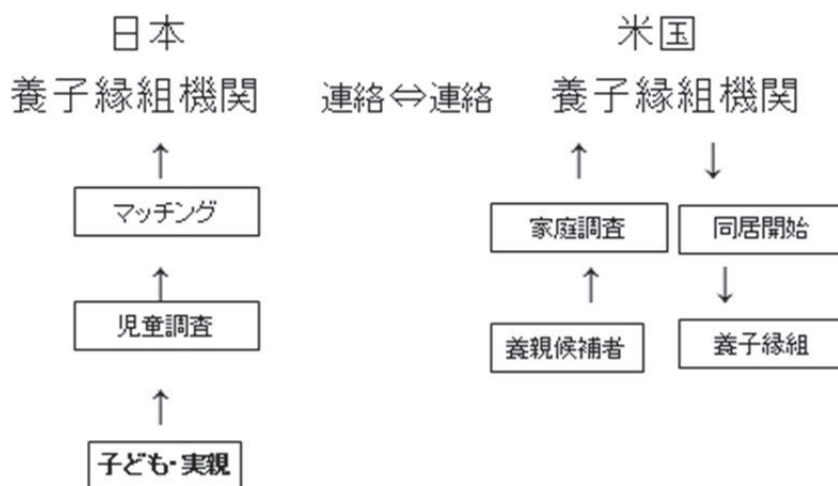 日本
養子縁組機関
↑
マッチング
↑
児童調査
↑
子ども・実親
連絡⇔連絡
米国
養子縁組機関
↑ ↓
家庭調査 同居開始
↑ ↓
養親候補者 養子縁組